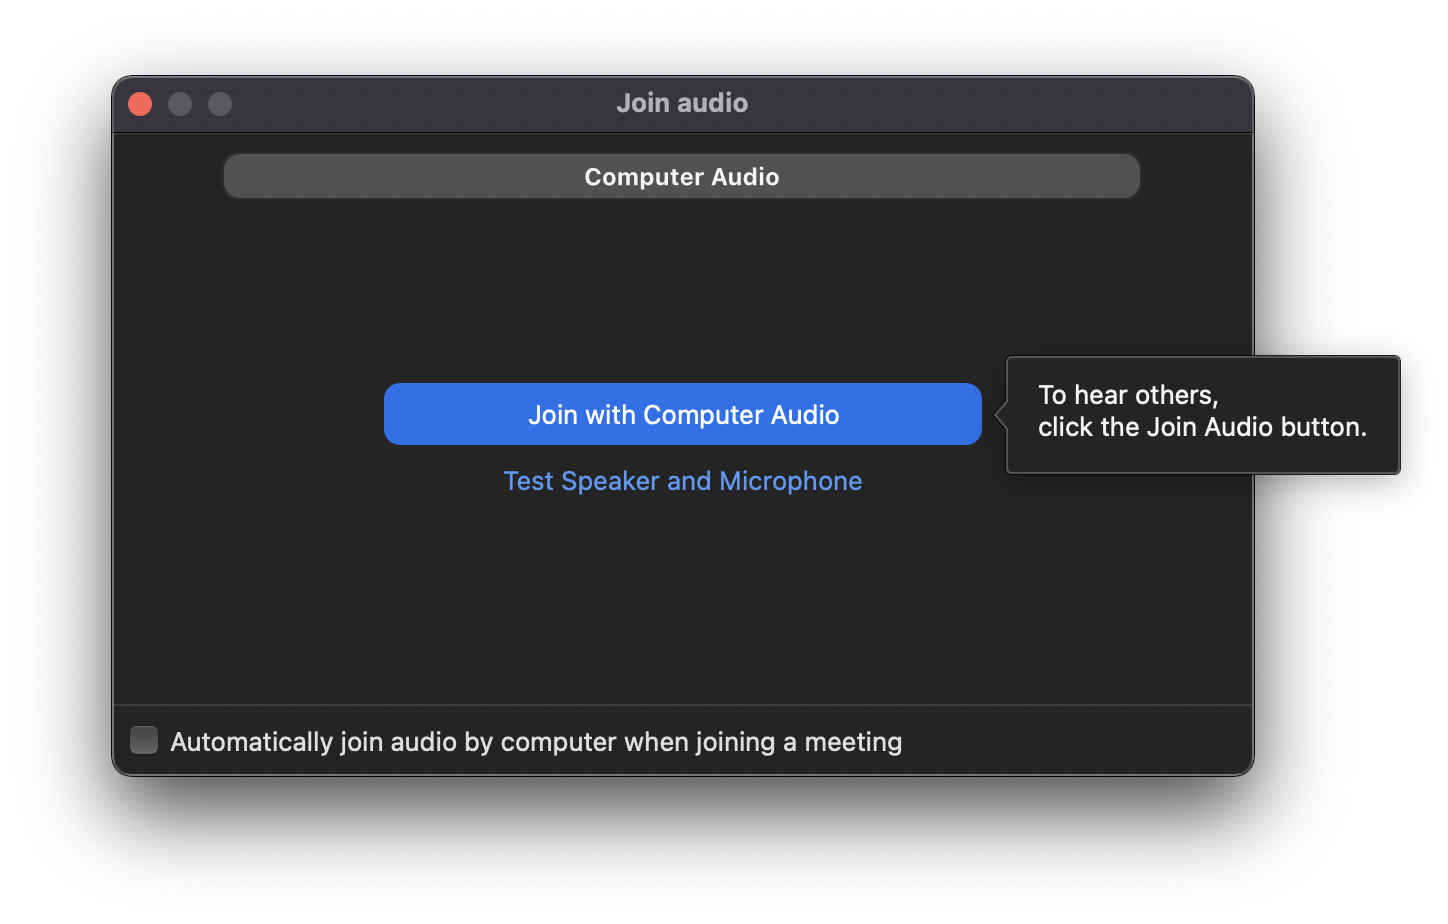 Join audio
Computer Audio
Join with Computer Audio
To hear others,
click the Join Audio button.
Test Speaker and Microphone
Automatically join audio by computer when joining a meeting